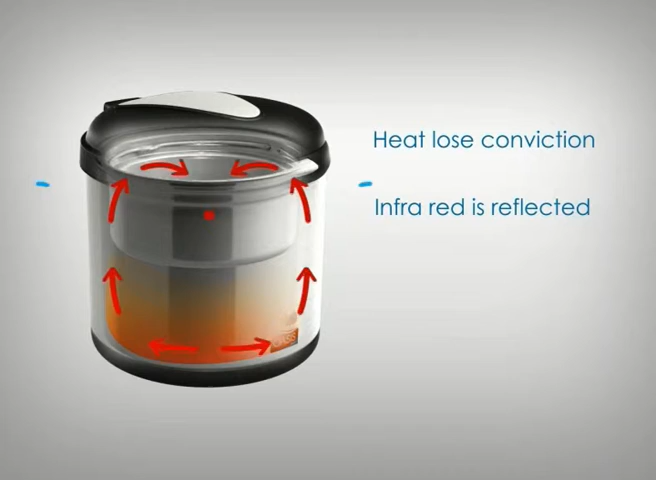 Heat lose conviction
Infra red is reflected